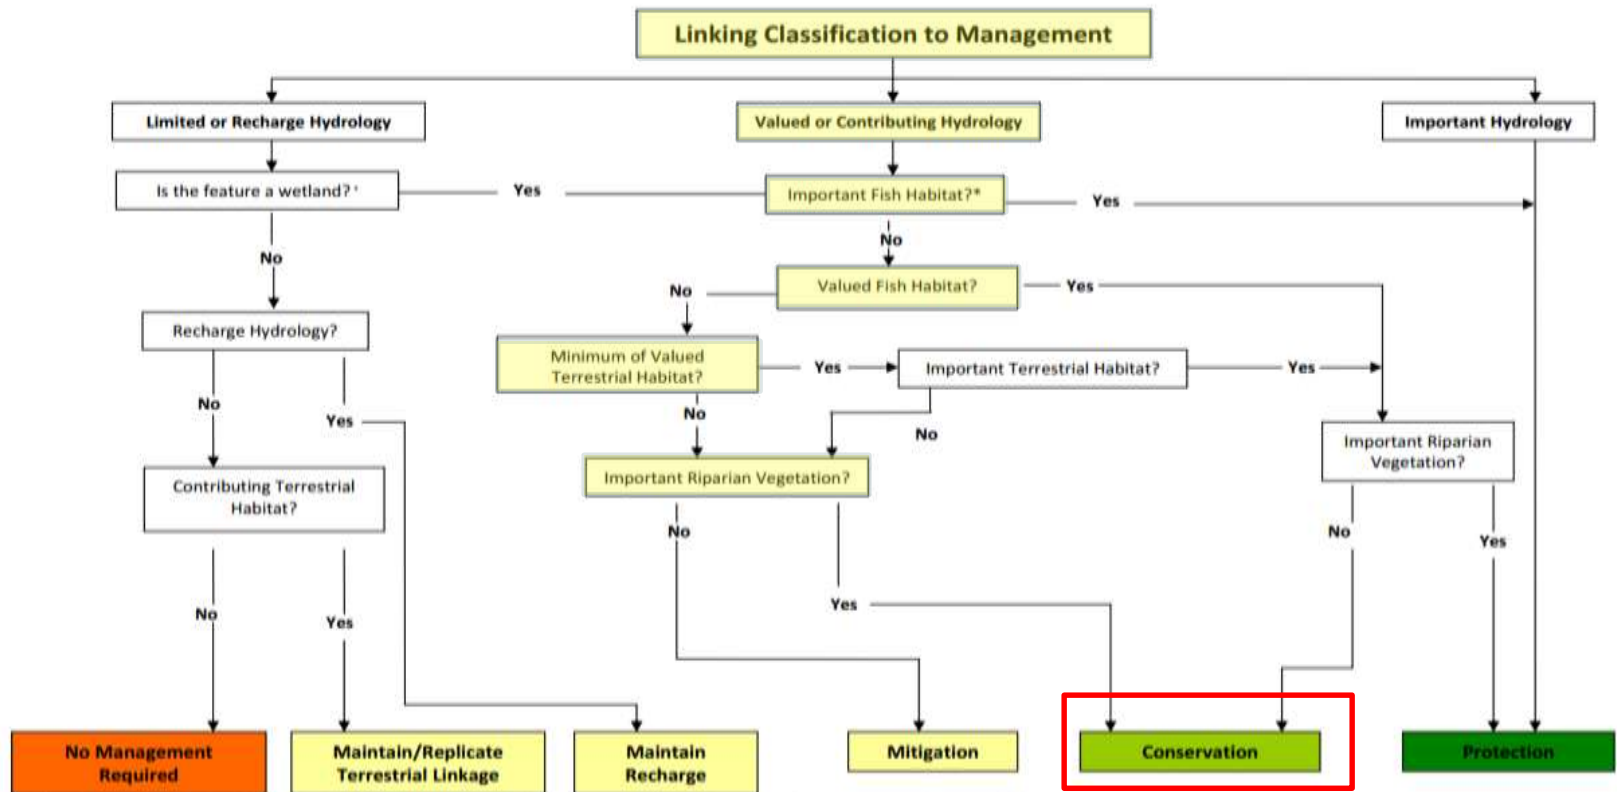 Linking Classification to Management
Limited or Recharge Hydrology
Valued or Contributing Hydrology
Important Hydrology
Is the feature a wetland?
Yes
Important Fish Habitat?*
Yes
No
No
Valued Fish Habitat?
Yes
No
Recharge Hydrology?
Minimum of Valued
Terrestrial Habitat?
Yes
Important Terrestrial Habitat?
Yes
No
Yes
No
No
Important Riparian
Vegetation?
Contributing Terrestrial
Habitat?
Important Riparian Vegetation?
No
No
Yes
No
Yes
Yes
No Management
Required
Maintain/Replicate
Terrestrial Linkage
Maintain
Recharge
Mitigation
Conservation
Protection